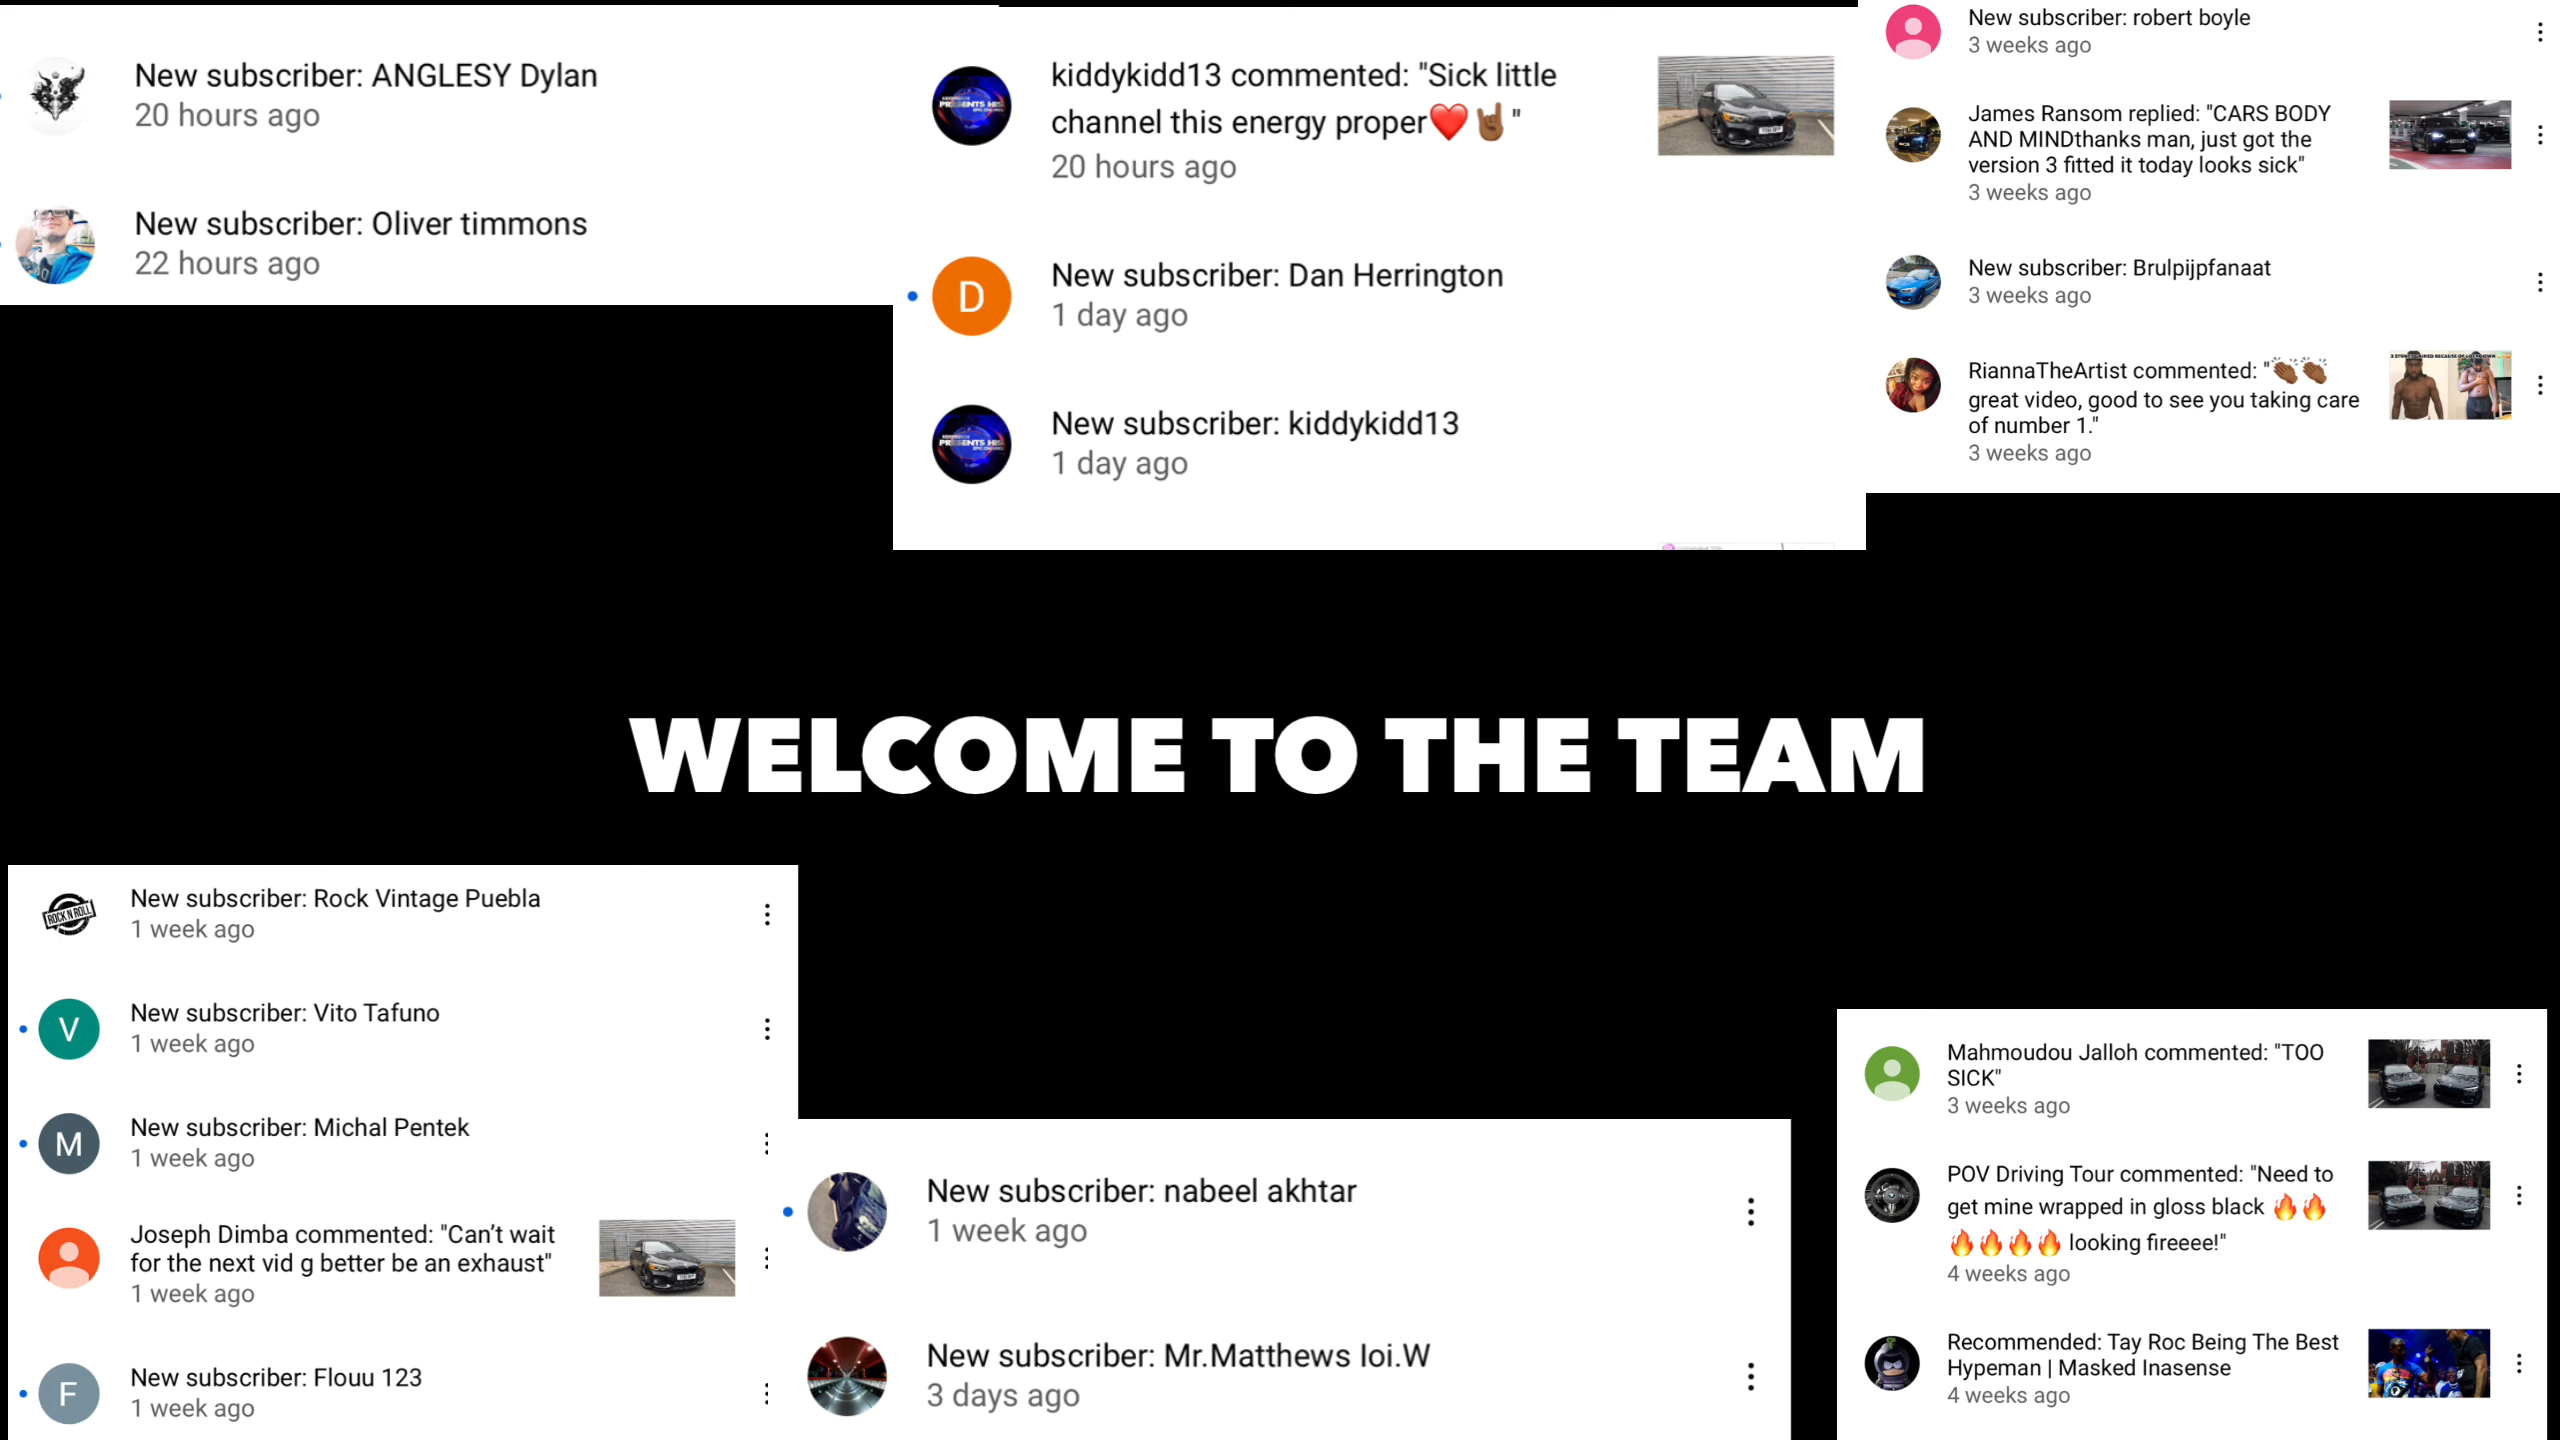 New subscriber: ANGLESY Dylan
20 hours ago
New subscriber: Oliver timmons
22 hours ago
kiddykidd13 commented: "Sick little
channel this energy proper❤️🤘🏾"
20 hours ago
D
New subscriber: Dan Herrington
1 day ago
PRESENTS HIS
New subscriber: kiddykidd13
1 day ago
New subscriber: robert boyle
3 weeks ago
James Ransom replied: "CARS BODY
AND MINDthanks man, just got the
version 3 fitted it today looks sick"
3 weeks ago
New subscriber: Brulpijpfanaat
3 weeks ago
RiannaTheArtist commented: "👏🏾👏🏾
great video, good to see you taking care
of number 1."
3 weeks ago
WELCOME TO THE TEAM
ROCK N ROLL
New subscriber: Rock Vintage Puebla
1 week ago
V
New subscriber: Vito Tafuno
1 week ago
M
New subscriber: Michal Pentek
1 week ago
Joseph Dimba commented: "Can’t wait
for the next vid g better be an exhaust"
1 week ago
F
New subscriber: Flouu 123
1 week ago
New subscriber: nabeel akhtar
1 week ago
New subscriber: Mr.Matthews Ioi.W
3 days ago
Mahmoudou Jalloh commented: "TOO
SICK"
3 weeks ago
POV Driving Tour commented: "Need to
get mine wrapped in gloss black 🔥🔥
🔥🔥🔥🔥 looking fireeee!"
4 weeks ago
Recommended: Tay Roc Being The Best
Hypeman | Masked Inasense
4 weeks ago